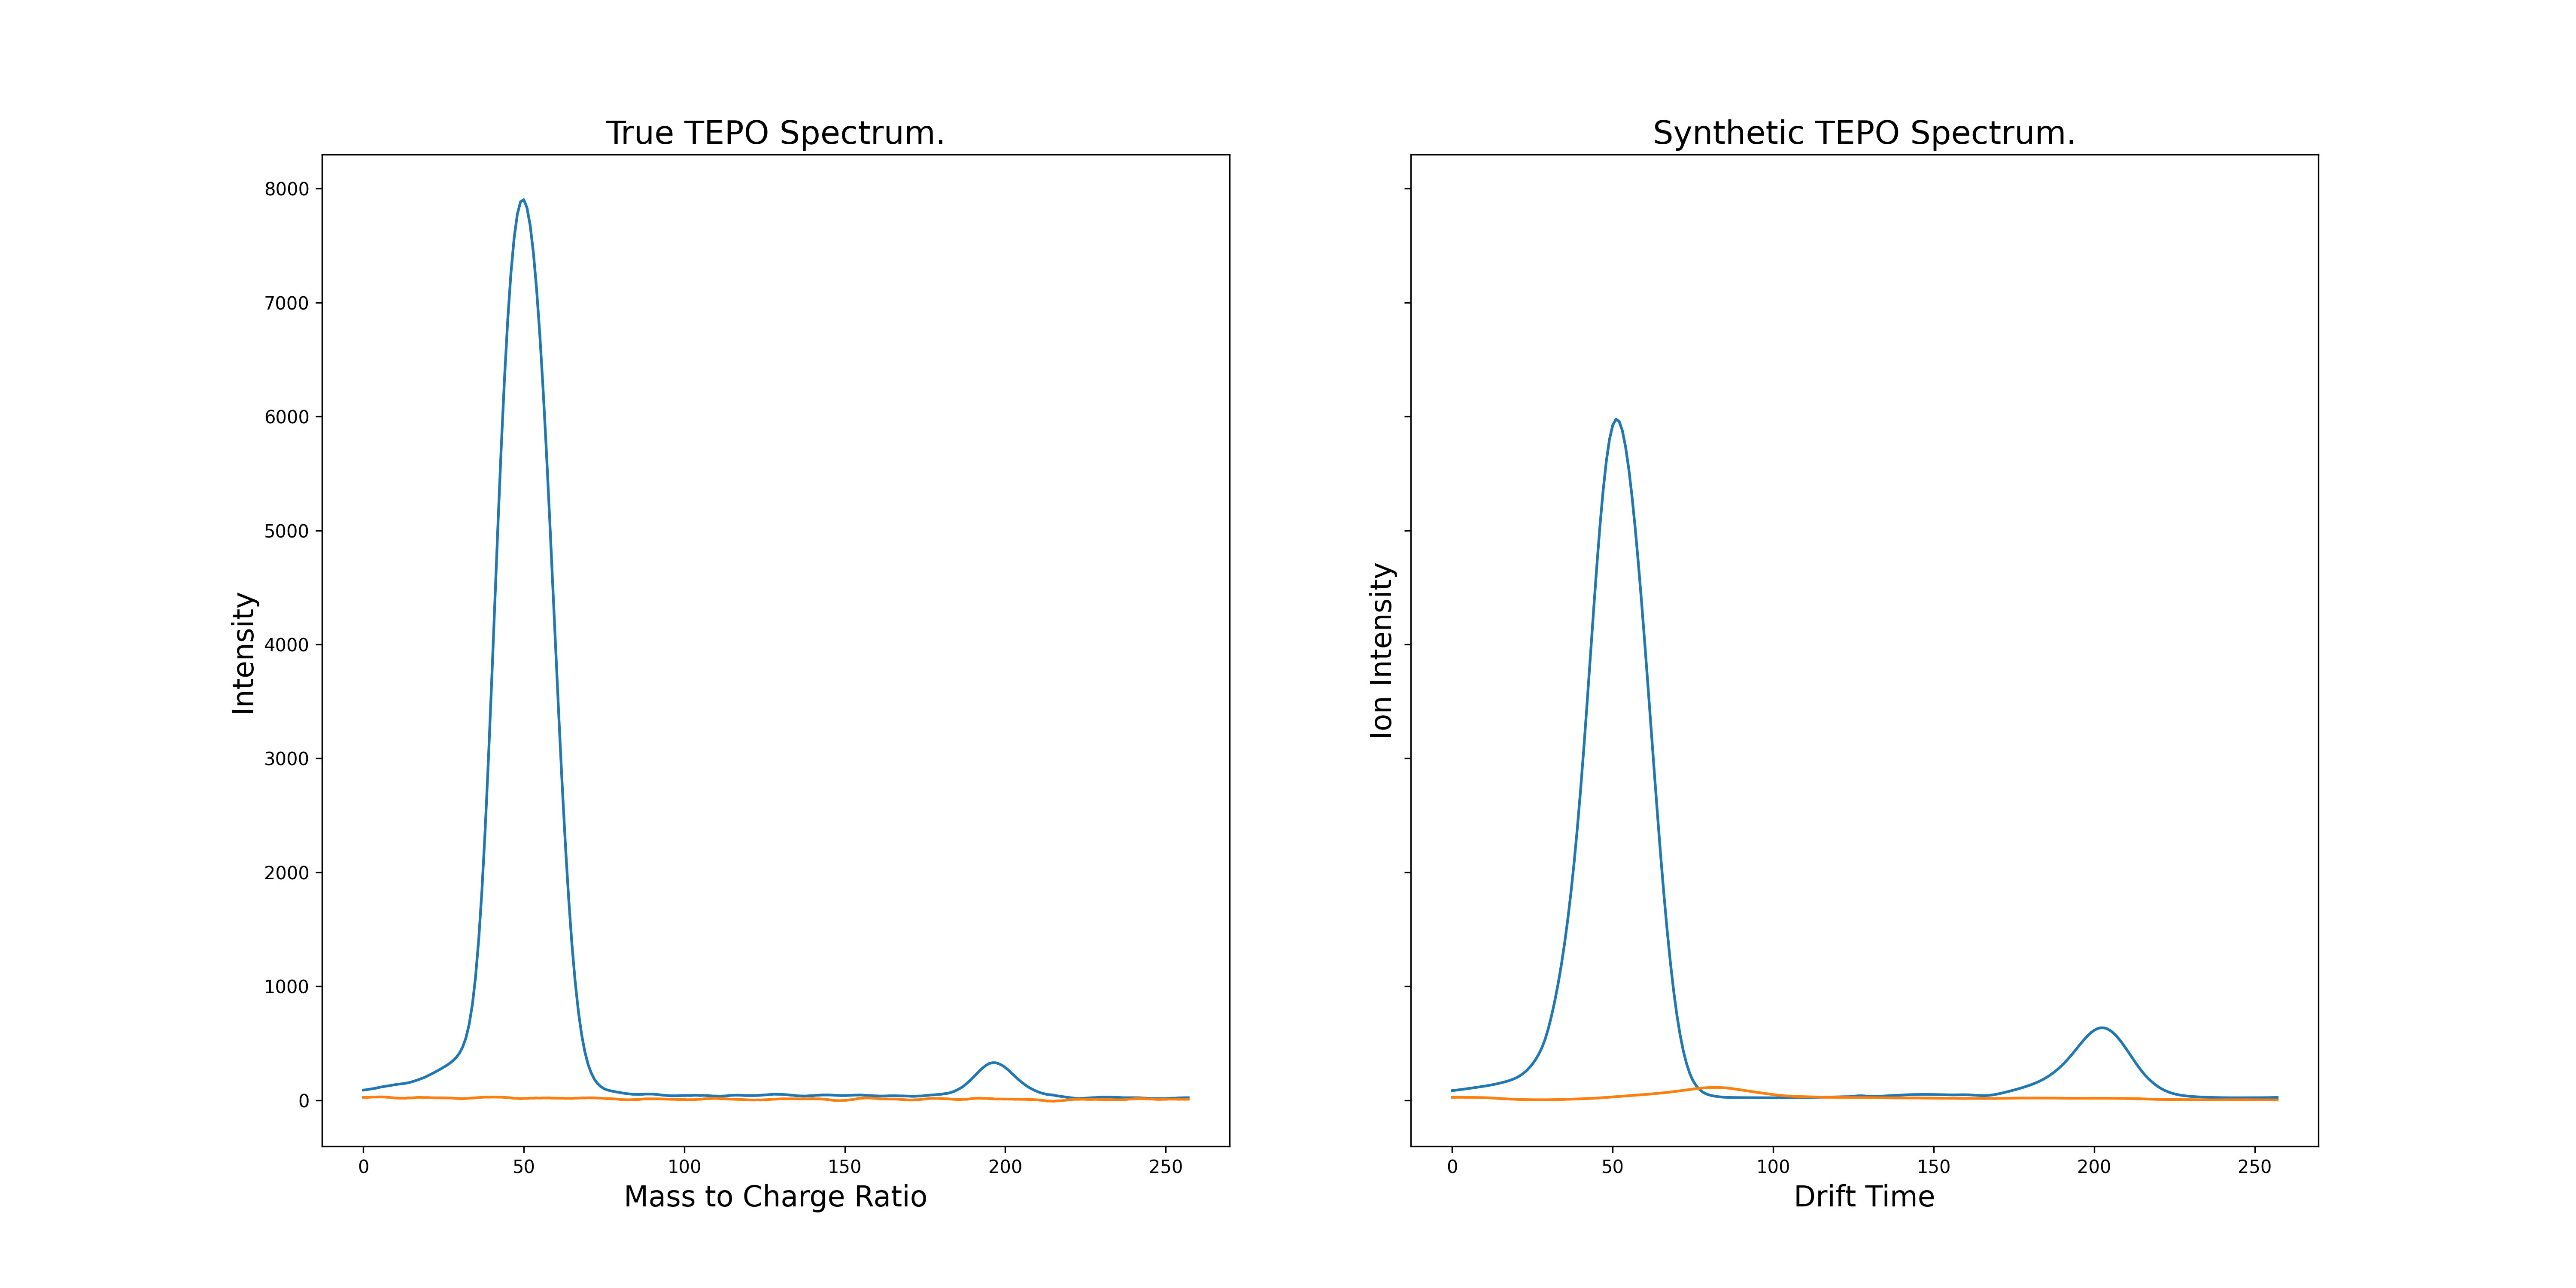 True TEPO Spectrum.
Intensity
8000
7000
6000
5000
4000
3000
2000
1000
0
0 50 100 150 200 250
Mass to Charge Ratio
Synthetic TEPO Spectrum.
Ion Intensity
0 50 100 150 200 250
Drift Time